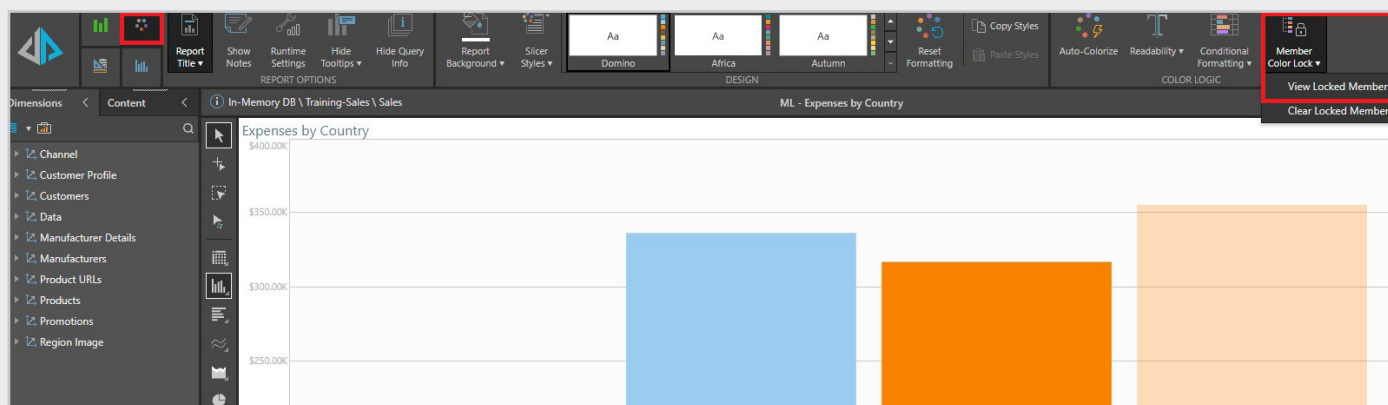 Report Title ▾
Show Notes
Runtime Settings
Hide Tooltips ▾
Hide Query Info
REPORT OPTIONS
Report Background ▾
Slicer Styles ▾
Aa
Domino
Aa
Africa
Aa
Autumn
Reset Formatting
Copy Styles
Paste Styles
DESIGN
Auto-Colorize
Readability ▾
Conditional Formatting ▾
COLOR LOGIC
Member Color Lock ▾
View Locked Member
Clear Locked Member
Dimensions
Content
In-Memory DB \ Training-Sales \ Sales
ML - Expenses by Country
Channel
Customer Profile
Customers
Data
Manufacturer Details
Manufacturers
Product URLs
Products
Promotions
Region Image
Expenses by Country
$400.00K
$350.00K
$300.00K
$250.00K